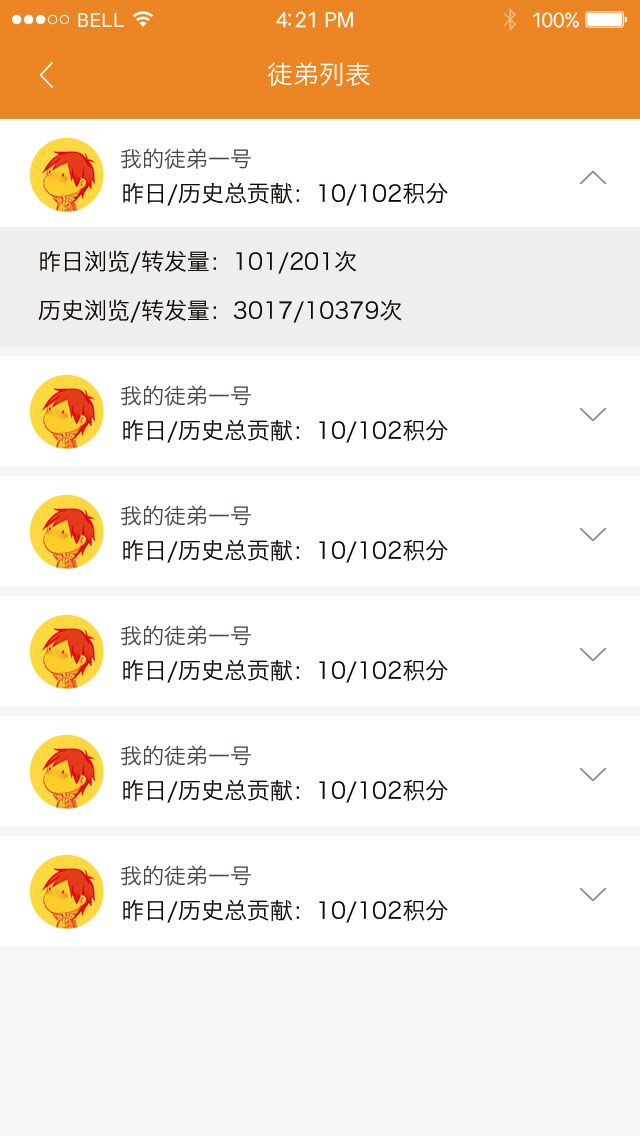 BELL 4:21 PM 100%
徒弟列表
我的徒弟一号
昨日/历史总贡献：10/102积分
昨日浏览/转发量：101/201次
历史浏览/转发量：3017/10379次
我的徒弟一号
昨日/历史总贡献：10/102积分
我的徒弟一号
昨日/历史总贡献：10/102积分
我的徒弟一号
昨日/历史总贡献：10/102积分
我的徒弟一号
昨日/历史总贡献：10/102积分
我的徒弟一号
昨日/历史总贡献：10/102积分